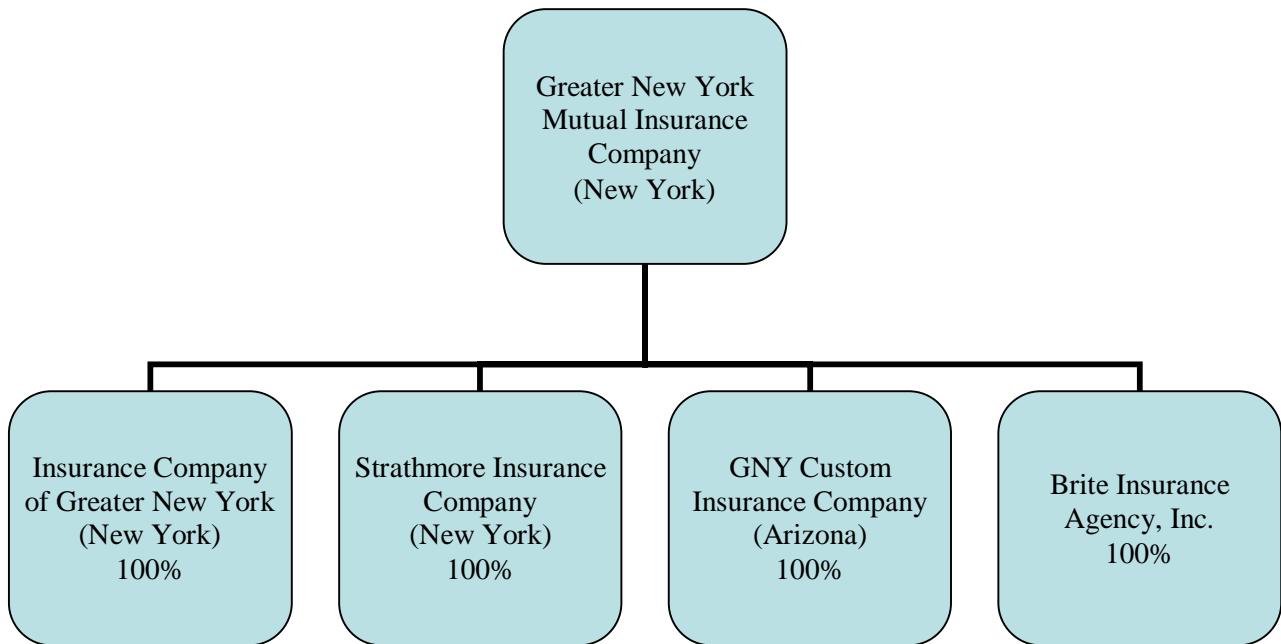 Greater New York
Mutual Insurance
Company
(New York)
Insurance Company
of Greater New York
(New York)
100%
Strathmore Insurance
Company
(New York)
100%
GNY Custom
Insurance Company
(Arizona)
100%
Brite Insurance
Agency, Inc.
100%